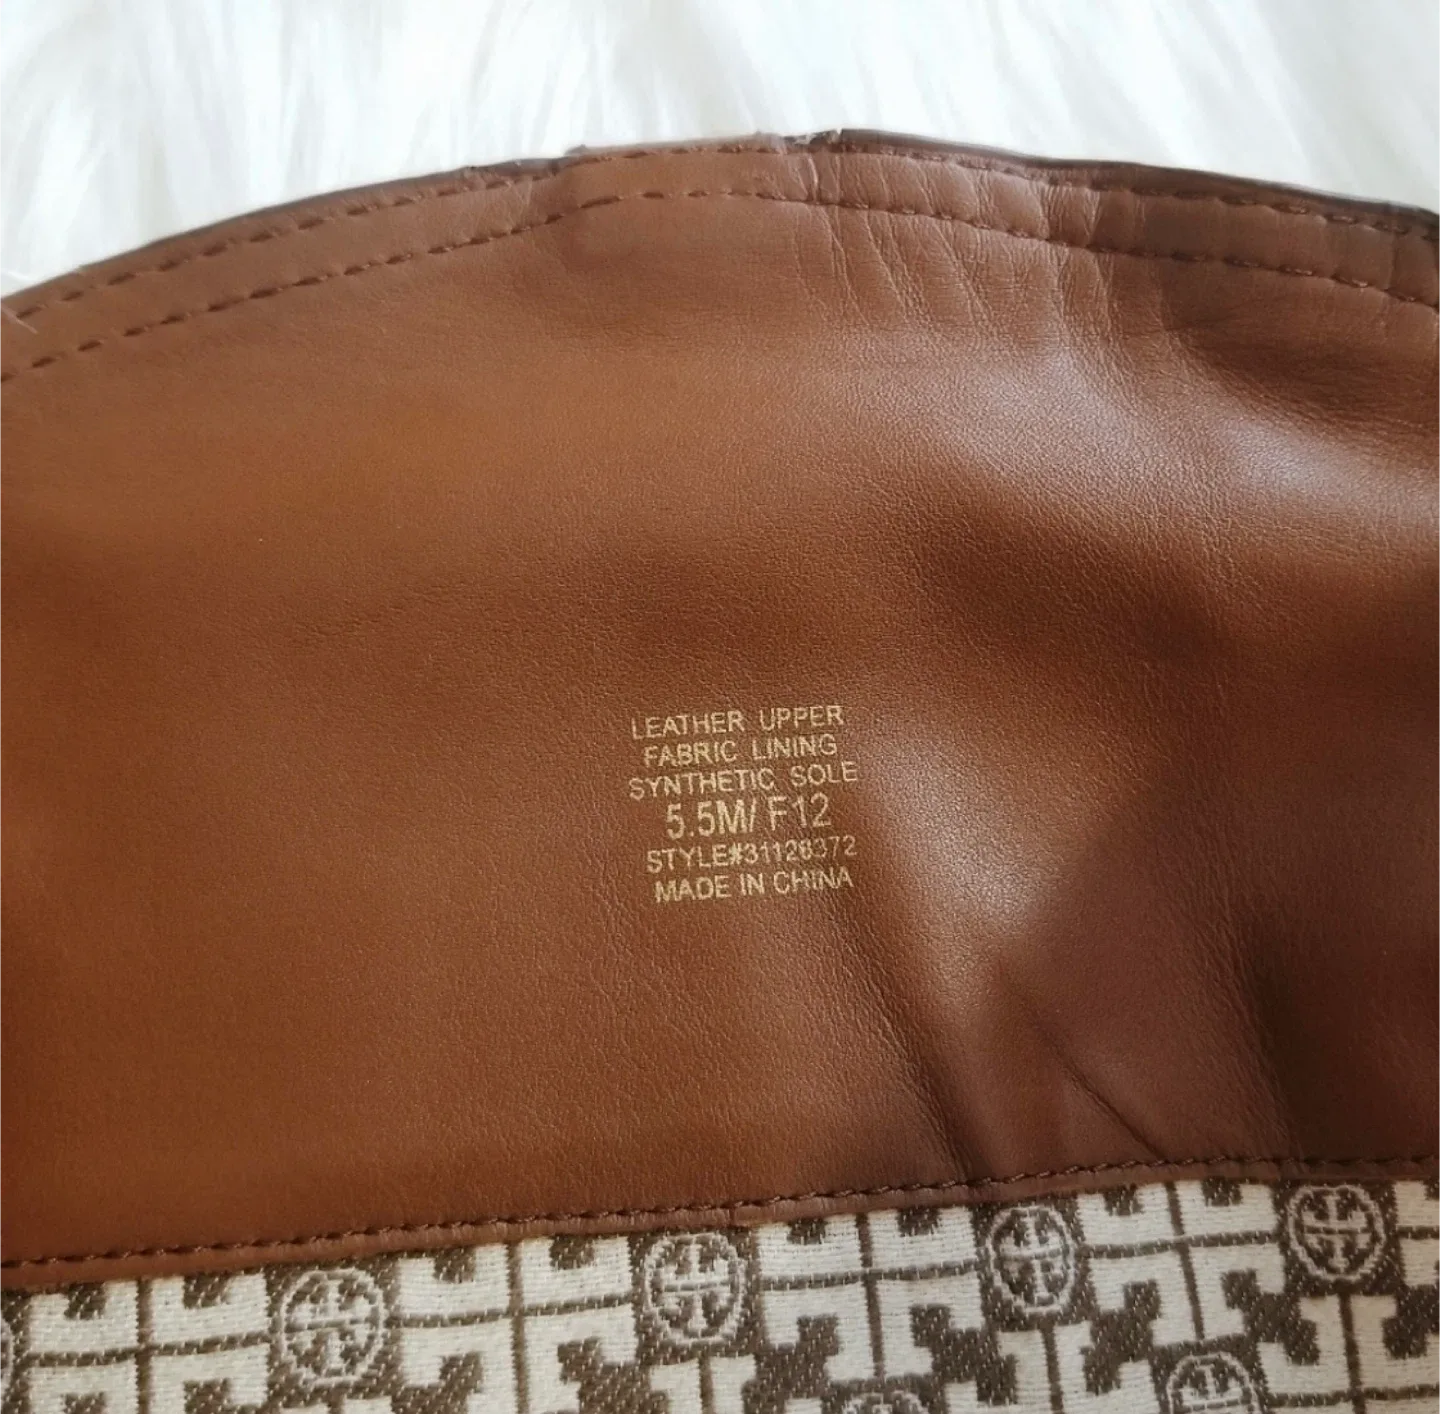 LEATHER UPPER
FABRIC LINING
SYNTHETIC SOLE
5.5M/ F12
STYLE#31128372
MADE IN CHINA